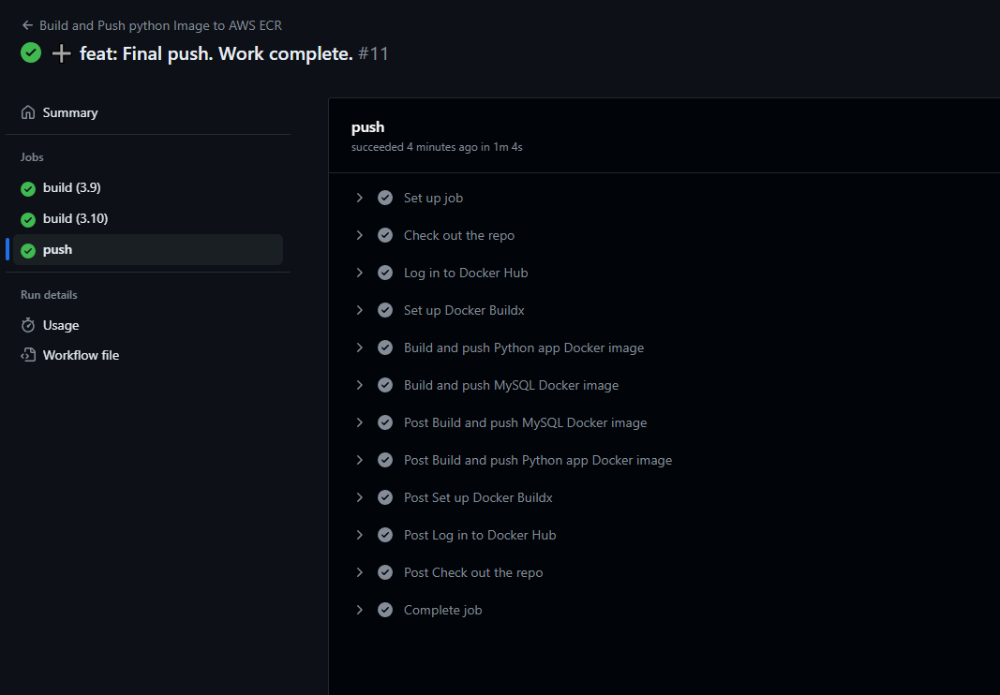 Build and Push python Image to AWS ECR
feat: Final push. Work complete. #11
Summary
Jobs
build (3.9)
build (3.10)
push
Run details
Usage
Workflow file
push
succeeded 4 minutes ago in 1m 4s
Set up job
Check out the repo
Log in to Docker Hub
Set up Docker Buildx
Build and push Python app Docker image
Build and push MySQL Docker image
Post Build and push MySQL Docker image
Post Build and push Python app Docker image
Post Set up Docker Buildx
Post Log in to Docker Hub
Post Check out the repo
Complete job